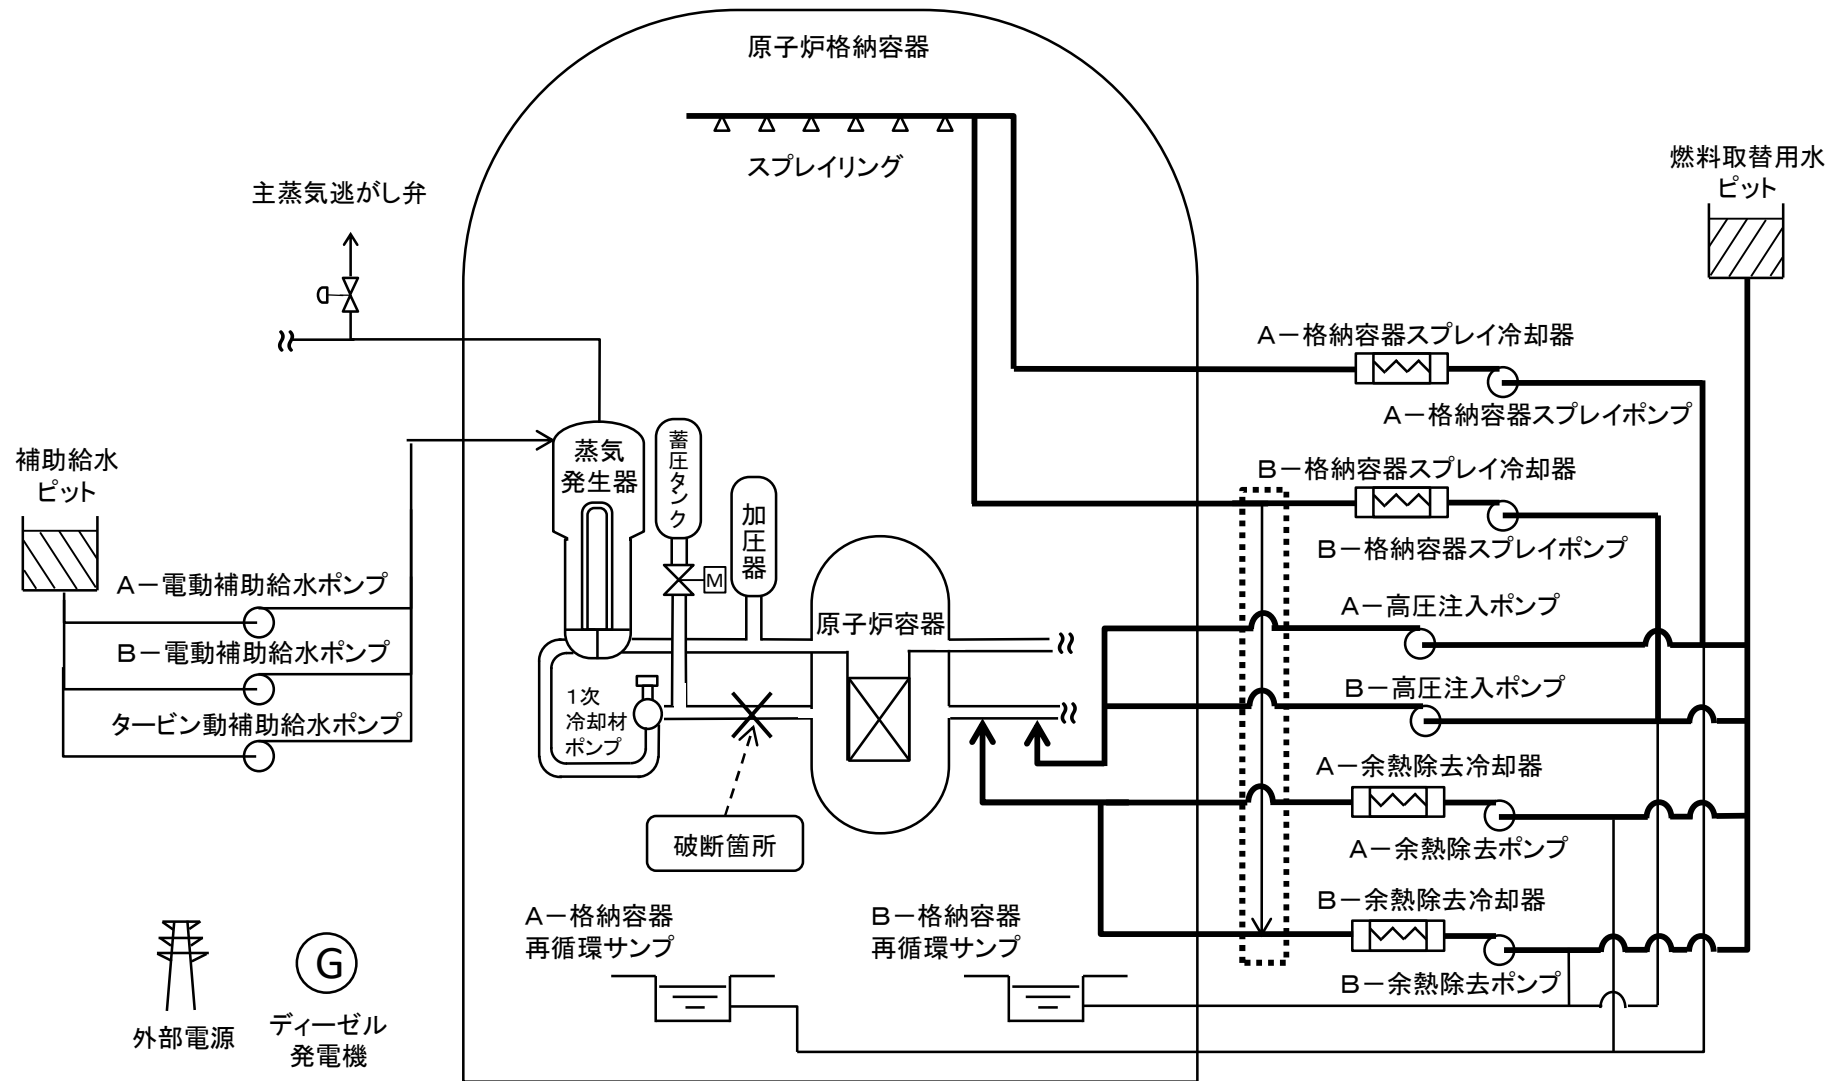 原子炉格納容器
スプレイリング
主蒸気逃がし弁
燃料取替用水
ピット
A－格納容器スプレイ冷却器
A－格納容器スプレイポンプ
B－格納容器スプレイ冷却器
B－格納容器スプレイポンプ
A－高圧注入ポンプ
B－高圧注入ポンプ
A－余熱除去冷却器
A－余熱除去ポンプ
B－余熱除去冷却器
B－余熱除去ポンプ
補助給水
ピット
A－電動補助給水ポンプ
B－電動補助給水ポンプ
タービン動補助給水ポンプ
蒸気
発生器
蓄圧タンク
M
加圧器
原子炉容器
1次
冷却材
ポンプ
破断箇所
A－格納容器
再循環サンプ
B－格納容器
再循環サンプ
外部電源
G
ディーゼル
発電機